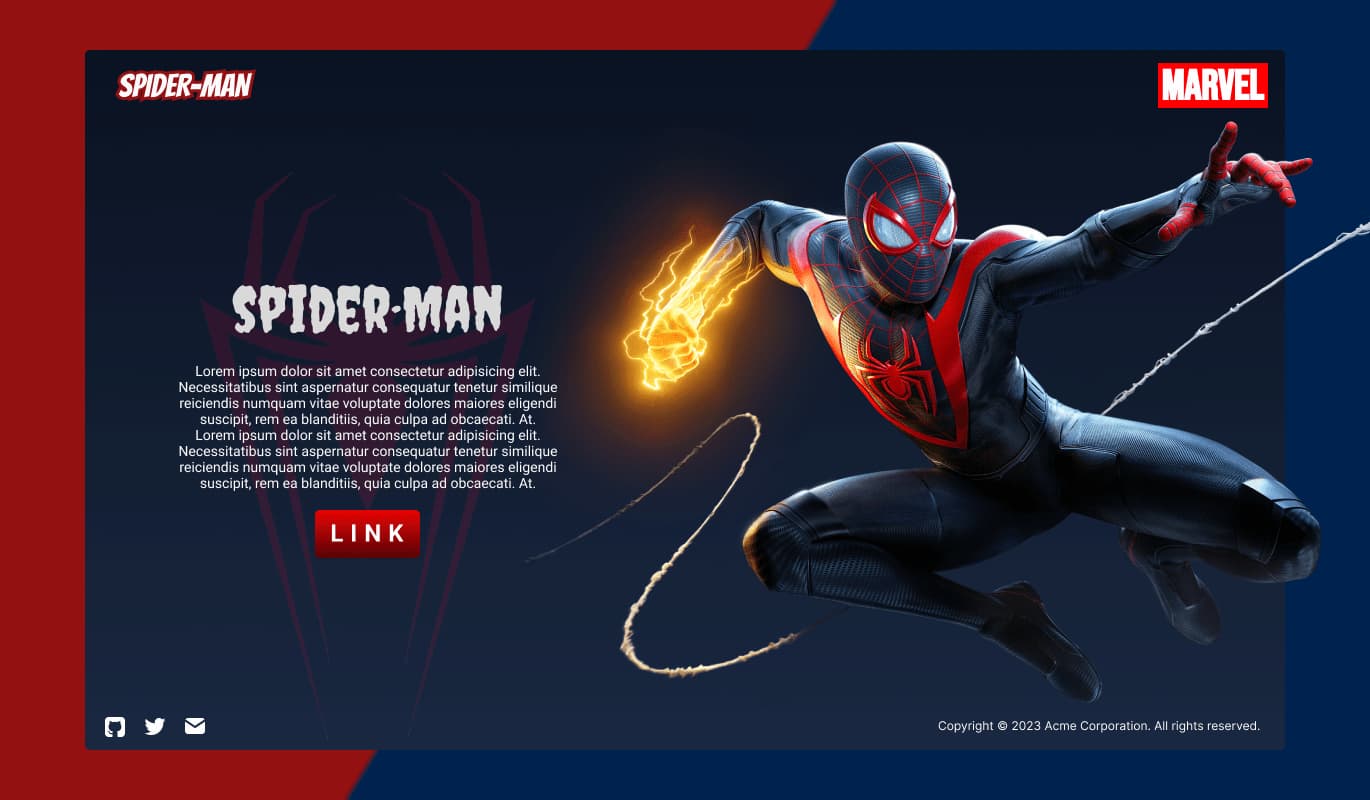 SPIDER-MAN
MARVEL
SPIDER-MAN
Lorem ipsum dolor sit amet consectetur adipisicing elit.
Necessitatibus sint aspernatur consequatur tenetur similique
reiciendis numquam vitae voluptate dolores maiores eligendi
suscipit, rem ea blanditiis, quia culpa ad obcaecati. At.
Lorem ipsum dolor sit amet consectetur adipisicing elit.
Necessitatibus sint aspernatur consequatur tenetur similique
reiciendis numquam vitae voluptate dolores maiores eligendi
suscipit, rem ea blanditiis, quia culpa ad obcaecati. At.
LINK
Copyright © 2023 Acme Corporation. All rights reserved.